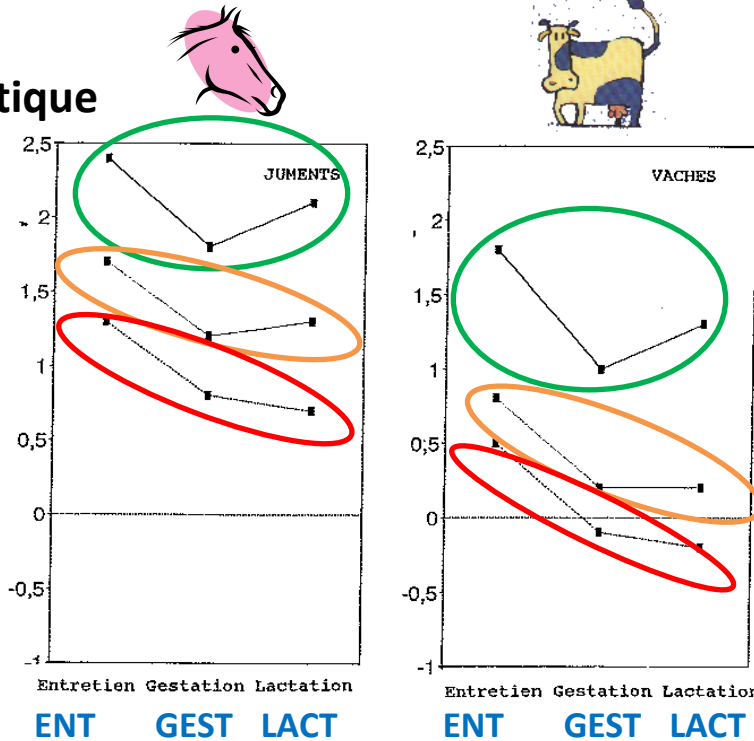 tique
2,5
JUMENTS
2
1,5
1
0,5
0
-0,5
-1
Entretien Gestation Lactation
ENT GEST LACT
2,5
VACHES
2
1,5
1
0,5
0
-0,5
-1
Entretien Gestation Lactation
ENT GEST LACT